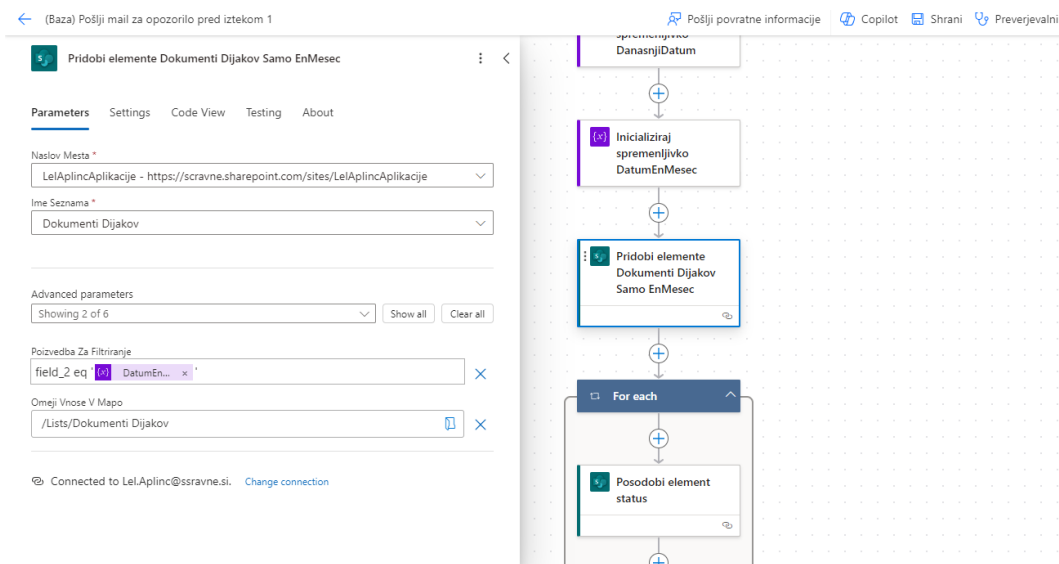 (Baza) Pošlji mail za opozorilo pred iztekom 1
Pošlji povratne informacije
Copilot
Shrani
Preverjevalni
Pridobi elemente Dokumenti Dijakov Samo EnMesec
Parameters
Settings
Code View
Testing
About
Naslov Mesta *
LelAplincAplikacije - https://scravne.sharepoint.com/sites/LelAplincAplikacije
Ime Seznama *
Dokumenti Dijakov
Advanced parameters
Showing 2 of 6
Show all
Clear all
Poizvedba Za Filtriranje
field_2 eq ' {x} DatumEn... × '
Omeji Vnose V Mapo
/Lists/Dokumenti Dijakov
Connected to Lel.Aplinc@ssravne.si.
Change connection
spremenljivko
DanasnjiDatum
{x} Inicializiraj
spremenljivko
DatumEnMesec
Pridobi elemente
Dokumenti Dijakov
Samo EnMesec
For each
Posodobi element
status